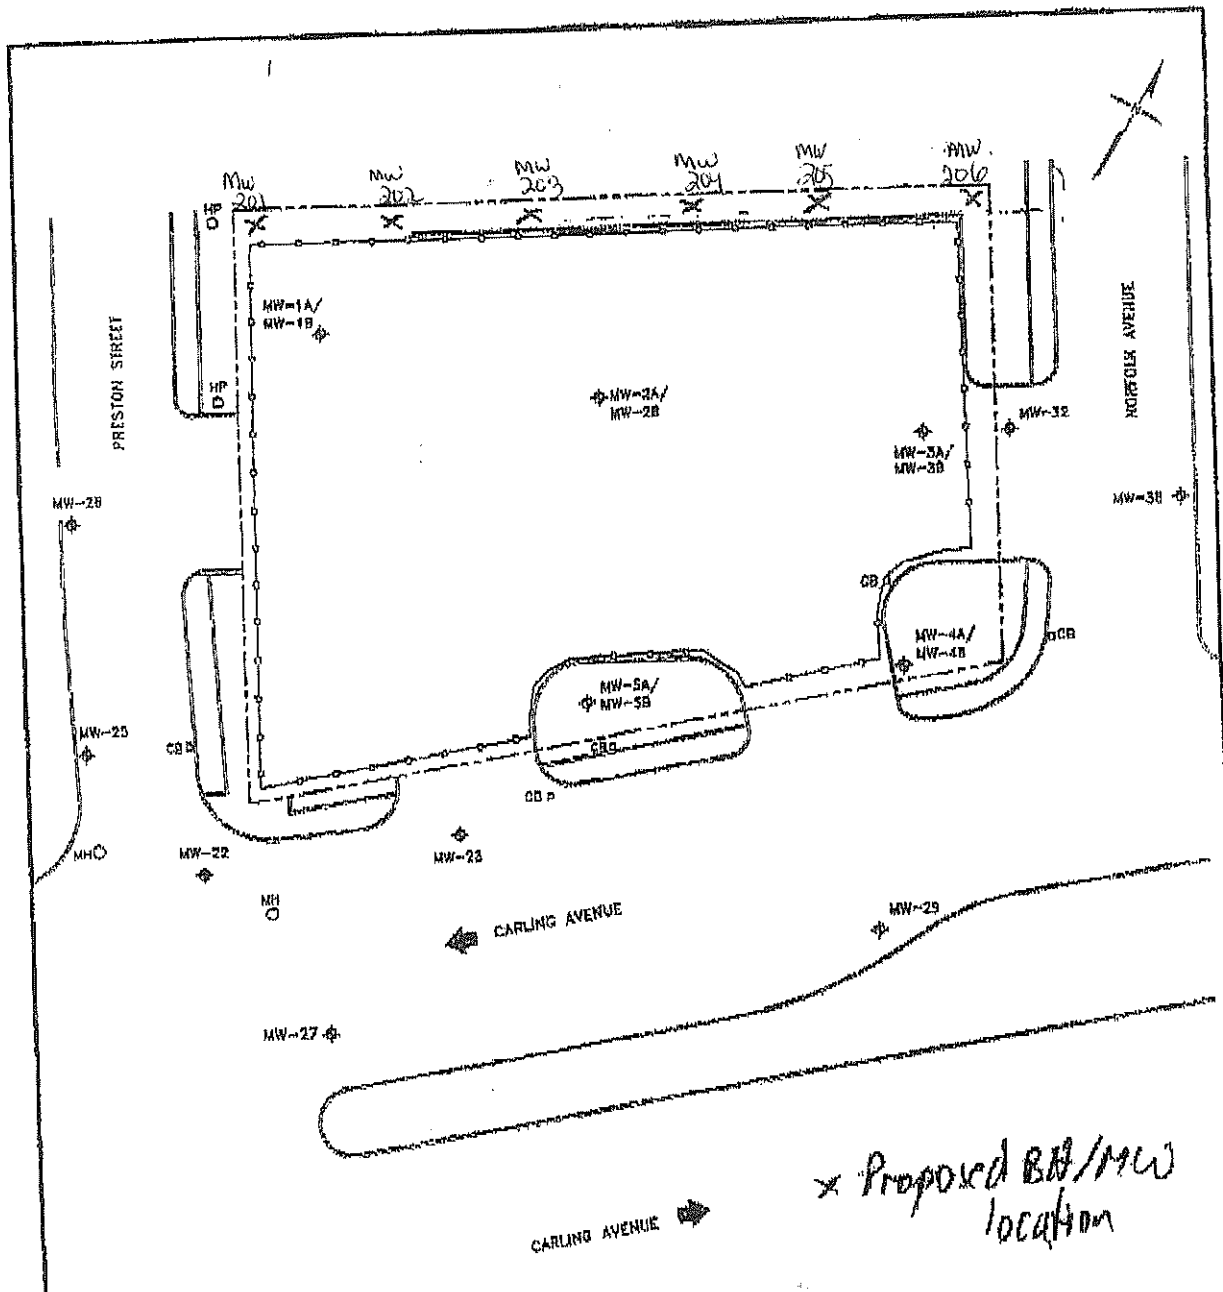 N
MW
201
MW
202
MW
203
MW
204
MW
205
MW
206
HP
MW-1A/
MW-1B
PRESTON STREET
HP
MW-2A/
MW-2B
NORFOLK AVENUE
MW-32
MW-3A/
MW-3B
MW-28
CB
MW-4A/
MW-4B
CB
MW-5A/
MW-5B
MW-25
CB
CB
CB
MH
MW-22
MW-23
MH
CARLING AVENUE
MW-29
MW-27
x Proposed BH/MW
location
CARLING AVENUE